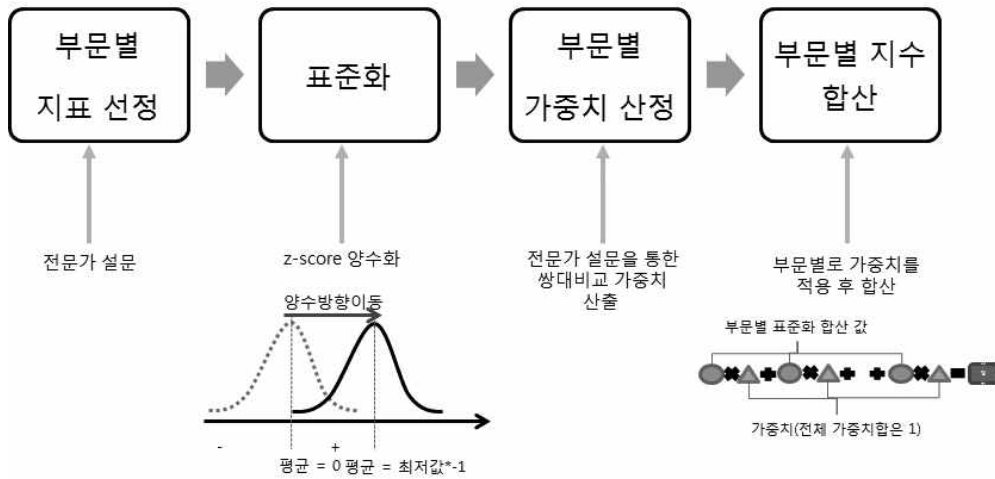 부문별
지표 선정
표준화
부문별
가중치 산정
부문별 지수
합산
전문가 설문
z-score 양수화
전문가 설문을 통한
쌍대비교 가중치
산출
부문별로 가중치를
적용 후 합산
양수방향이동
-
+
평균 = 0
평균 = 최저값*-1
부문별 표준화 합산 값
가중치(전체 가중치합은 1)